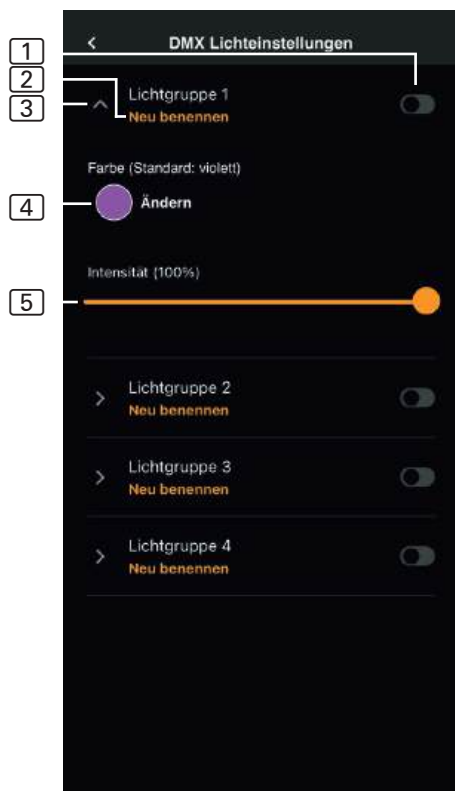 DMX Lichteinstellungen
1
2
3
Lichtgruppe 1
Neu benennen
Farbe (Standard: violett)
4
Ändern
Intensität (100%)
5
Lichtgruppe 2
Neu benennen
Lichtgruppe 3
Neu benennen
Lichtgruppe 4
Neu benennen